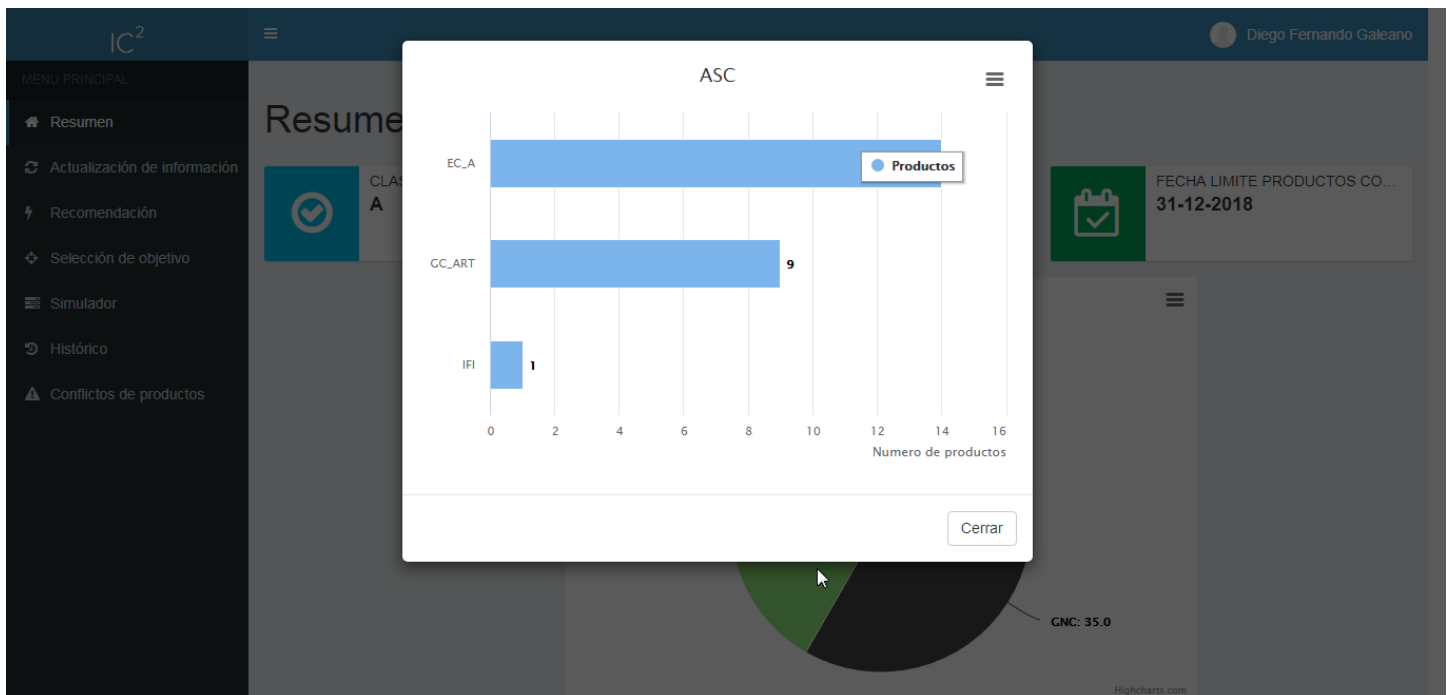 IC²
Diego Fernando Galeano
MENU PRINCIPAL
Resumen
Actualización de información
Recomendación
Selección de objetivo
Simulador
Histórico
Conflictos de productos
Resume
CLAS
A
FECHA LIMITE PRODUCTOS CO...
31-12-2018
ASC
EC_A
Productos
GC_ART
9
IFI
1
0 2 4 6 8 10 12 14 16
Numero de productos
Cerrar
GNC: 35.0
Highcharts.com